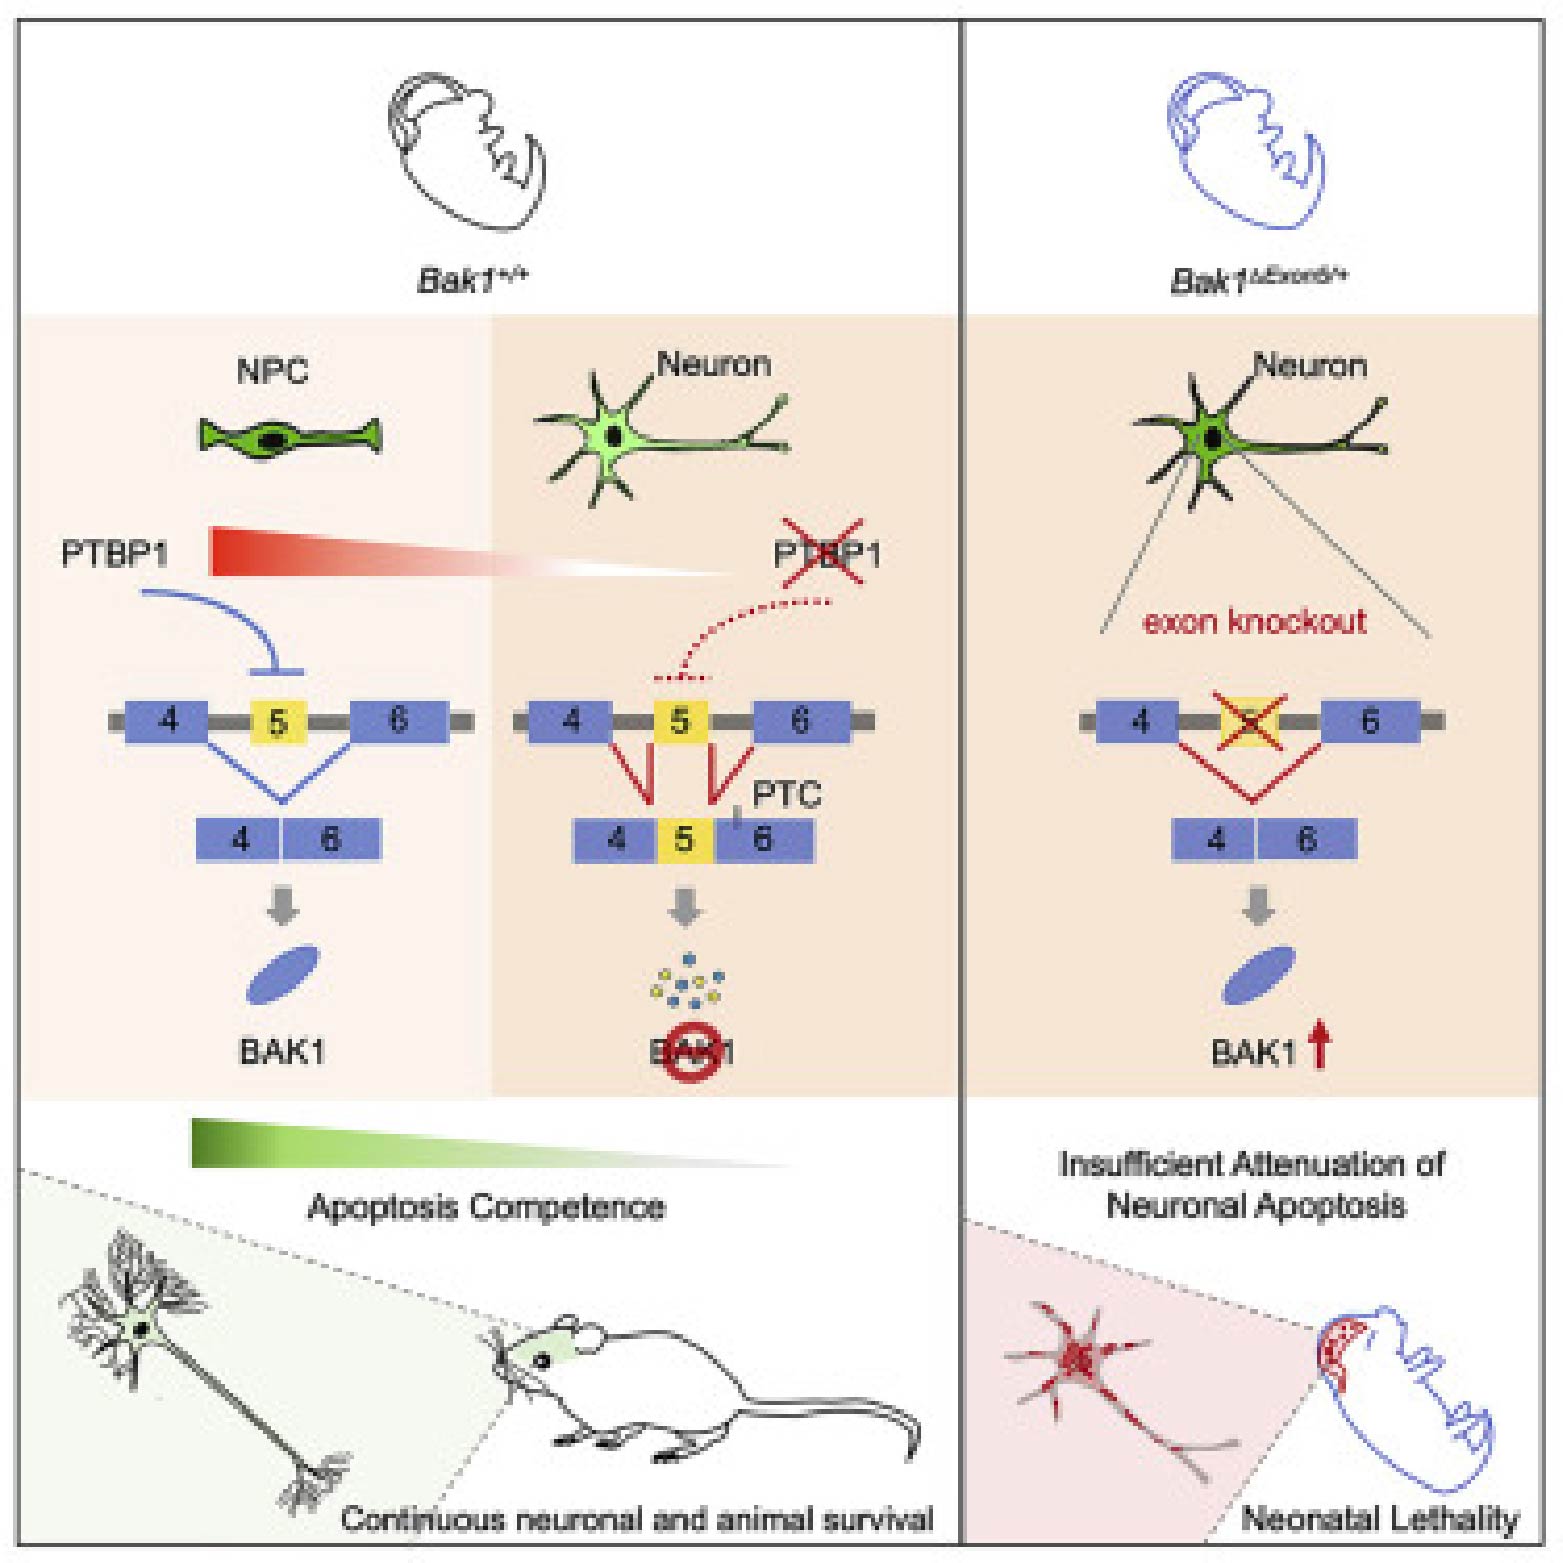 Bak1+/+
Bak1ΔExon5/+
NPC
Neuron
Neuron
PTBP1
PTBP1
exon knockout
4 5 6
4 5 6
4 5 6
PTC
4 6
4 5 6
4 6
BAK1
BAK1
BAK1
Apoptosis Competence
Insufficient Attenuation of
Neuronal Apoptosis
Continuous neuronal and animal survival
Neonatal Lethality